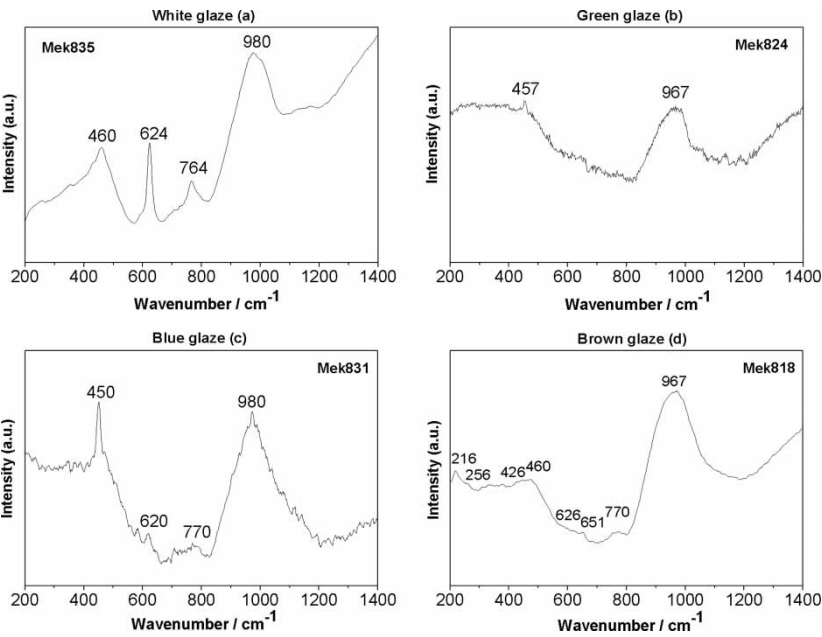 White glaze (a)
Mek835
980
460
624
764
Intensity (a.u.)
200 400 600 800 1000 1200 1400
Wavenumber / cm-1
Green glaze (b)
Mek824
457
967
Intensity (a.u.)
200 400 600 800 1000 1200 1400
Wavenumber / cm-1
Blue glaze (c)
Mek831
450
980
620
770
Intensity (a.u.)
200 400 600 800 1000 1200 1400
Wavenumber / cm-1
Brown glaze (d)
Mek818
967
216
256
426 460
626 651
770
Intensity (a.u.)
200 400 600 800 1000 1200 1400
Wavenumber / cm-1